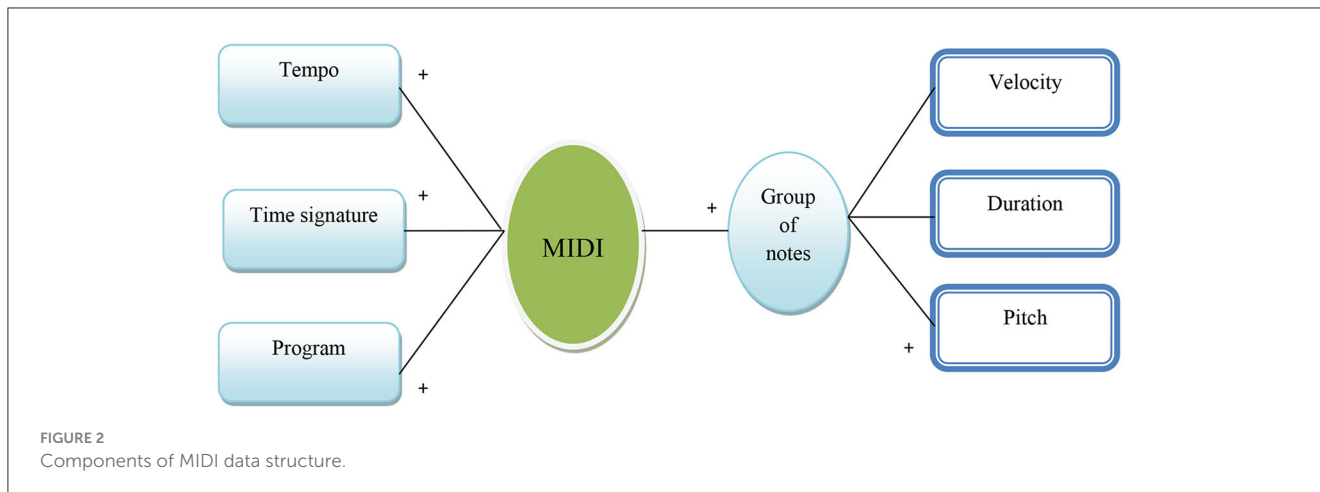 Tempo
+
Velocity
+
Time signature
MIDI
+
Group
of
notes
Duration
Program
+
Pitch
+
FIGURE 2
Components of MIDI data structure.